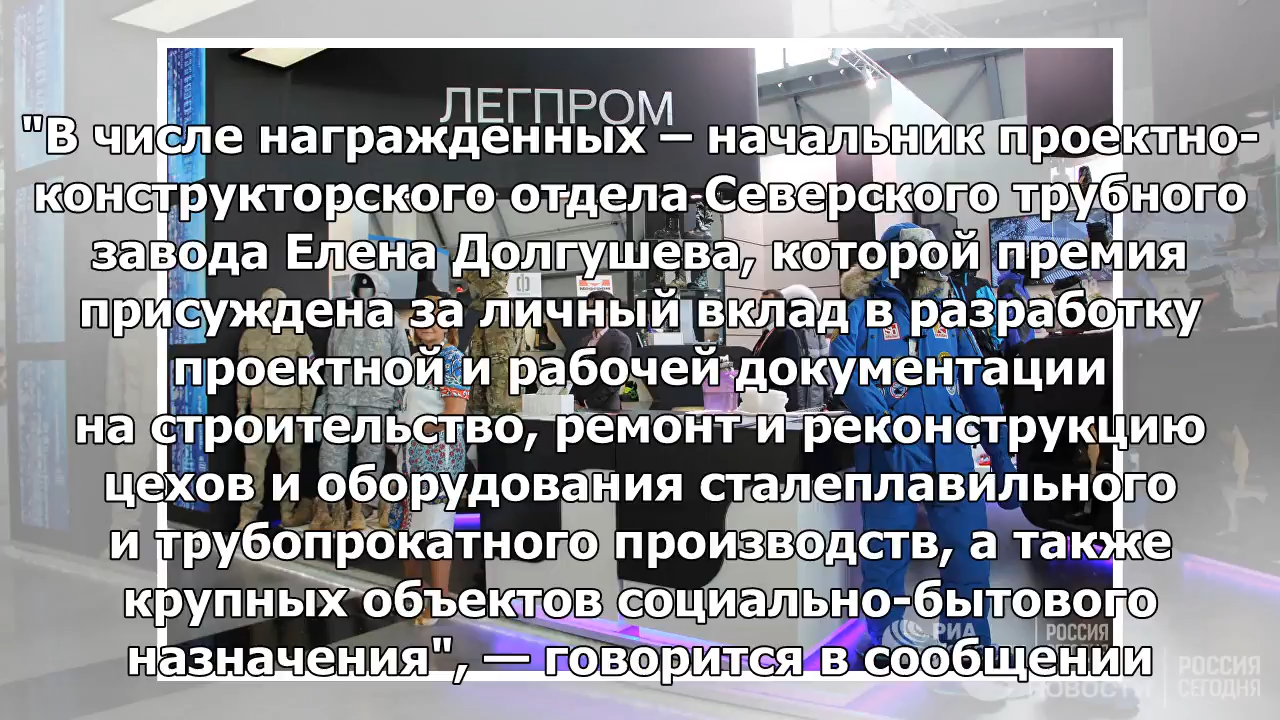 ЛЕГПРОМ
"В числе награжденных – начальник проектно-
конструкторского отдела Северского трубного
завода Елена Долгушева, которой премия
присуждена за личный вклад в разработку
проектной и рабочей документации
на строительство, ремонт и реконструкцию
цехов и оборудования сталеплавильного
и трубопрокатного производств, а также
крупных объектов социально-бытового
назначения", — говорится в сообщении
РИА
РОССИЯ
НОВОСТИ
РОССИЯ
СЕГОДНЯ